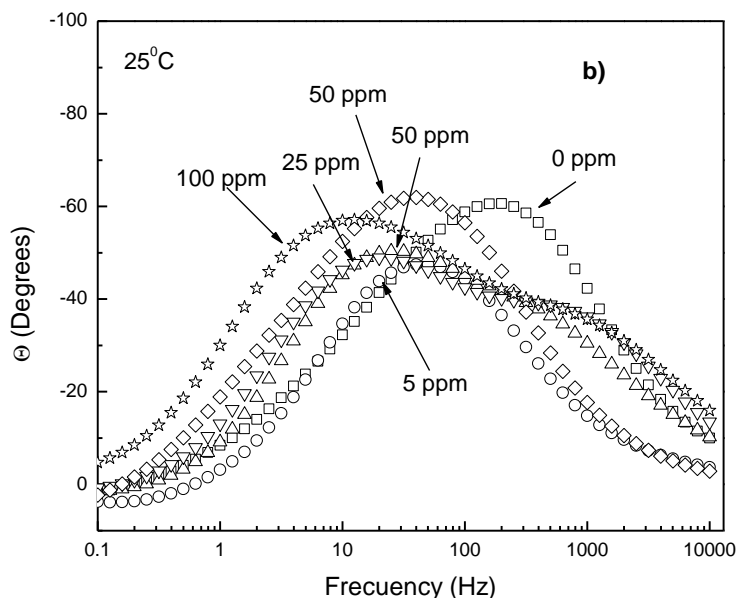 -100
-80
-60
-40
-20
0
Θ (Degrees)
25⁰C
b)
50 ppm
50 ppm
25 ppm
0 ppm
100 ppm
5 ppm
0.1 1 10 100 1000 10000
Frecuency (Hz)